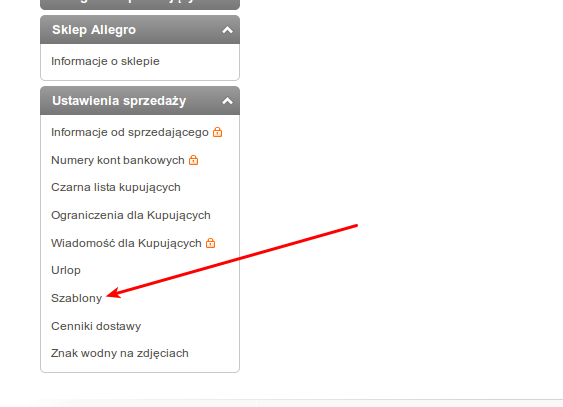 Sklep Allegro
Informacje o sklepie
Ustawienia sprzedaży
Informacje od sprzedającego
Numery kont bankowych
Czarna lista kupujących
Ograniczenia dla Kupujących
Wiadomość dla Kupujących
Urlop
Szablony
Cenniki dostawy
Znak wodny na zdjęciach